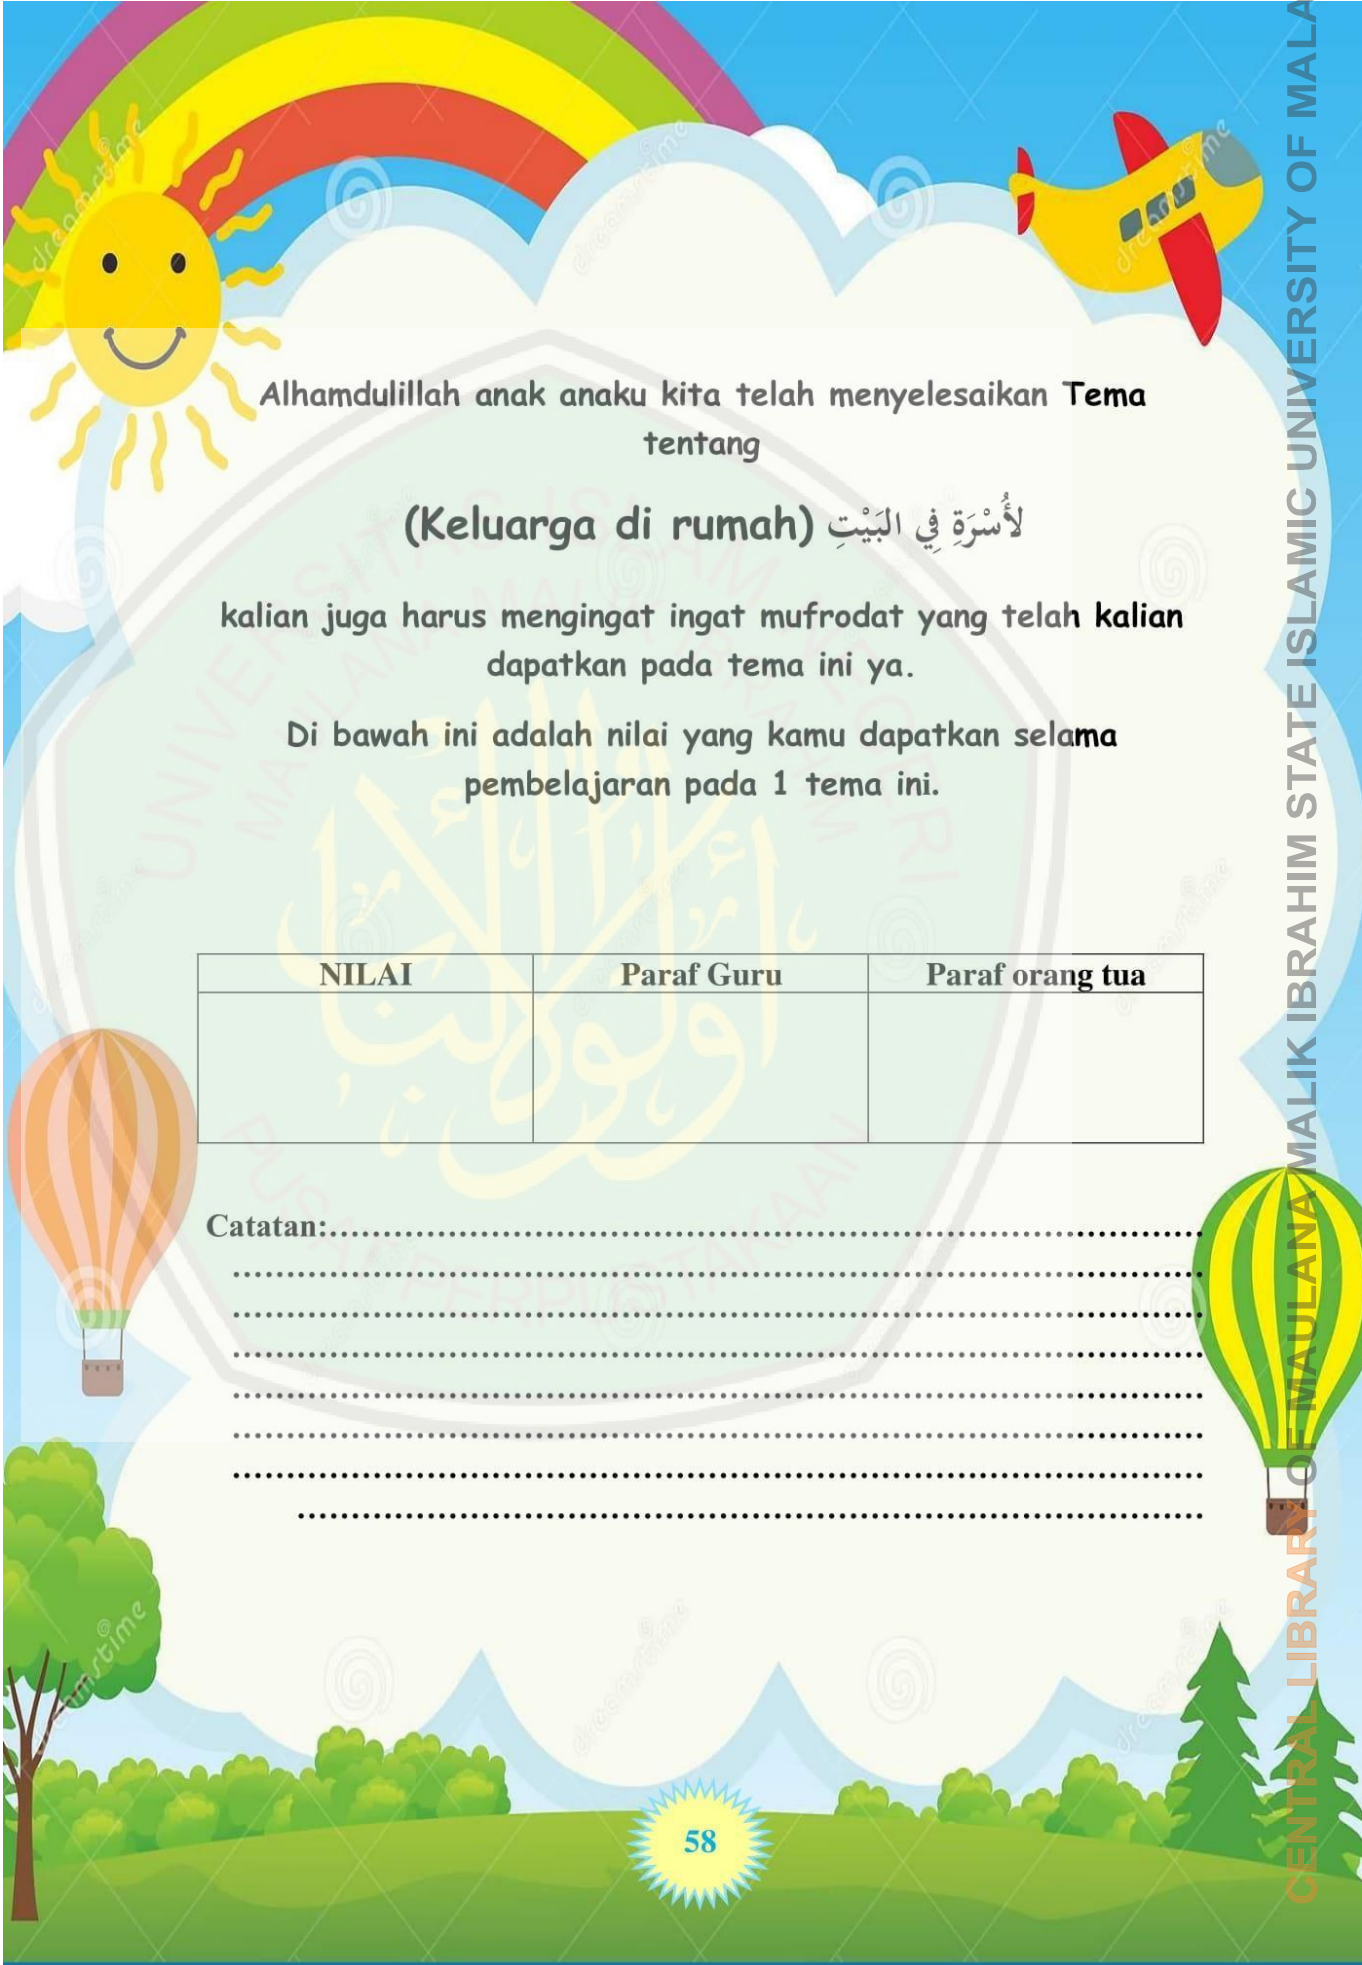 Alhamdulillah anak anaku kita telah menyelesaikan Tema
tentang
(Keluarga di rumah) لأُسْرَةِ فِي البَيْتِ
kalian juga harus mengingat ingat mufrodat yang telah kalian
dapatkan pada tema ini ya.
Di bawah ini adalah nilai yang kamu dapatkan selama
pembelajaran pada 1 tema ini.
NILAI Paraf Guru Paraf orang tua
Catatan:
58
CENTRAL LIBRARY OF MAULANA MALIK IBRAHIM STATE ISLAMIC UNIVERSITY OF MALA
PUSAT PERPUSTAKAAN
dreamstime